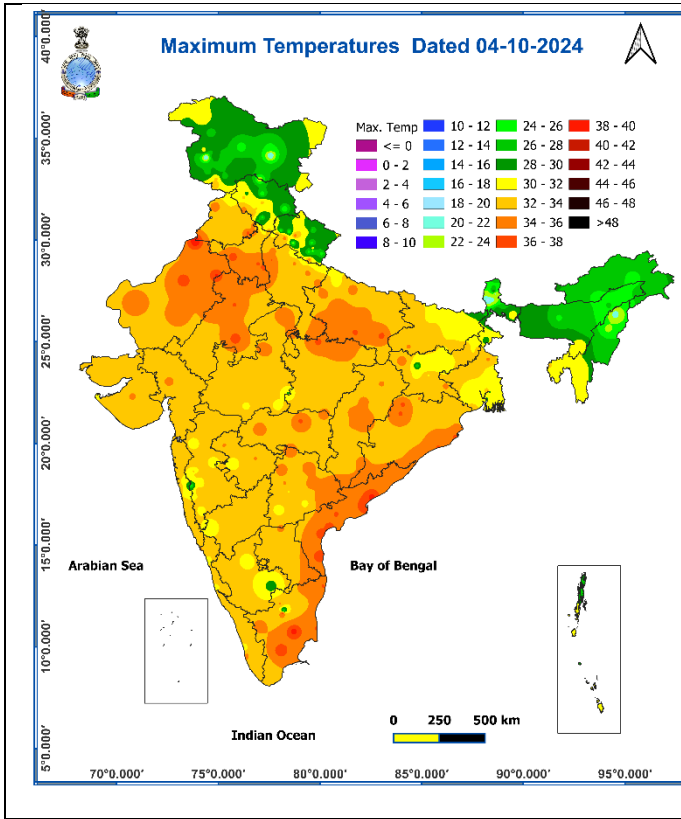 Maximum Temperatures Dated 04-10-2024
Max. Temp
<= 0
0 - 2
2 - 4
4 - 6
6 - 8
8 - 10
10 - 12
12 - 14
14 - 16
16 - 18
18 - 20
20 - 22
22 - 24
24 - 26
26 - 28
28 - 30
30 - 32
32 - 34
34 - 36
36 - 38
38 - 40
40 - 42
42 - 44
44 - 46
46 - 48
>48
40°0.000'
35°0.000'
30°0.000'
25°0.000'
20°0.000'
15°0.000'
10°0.000'
5°0.000'
Arabian Sea
Bay of Bengal
Indian Ocean
0 250 500 km
70°0.000' 75°0.000' 80°0.000' 85°0.000' 90°0.000' 95°0.000'